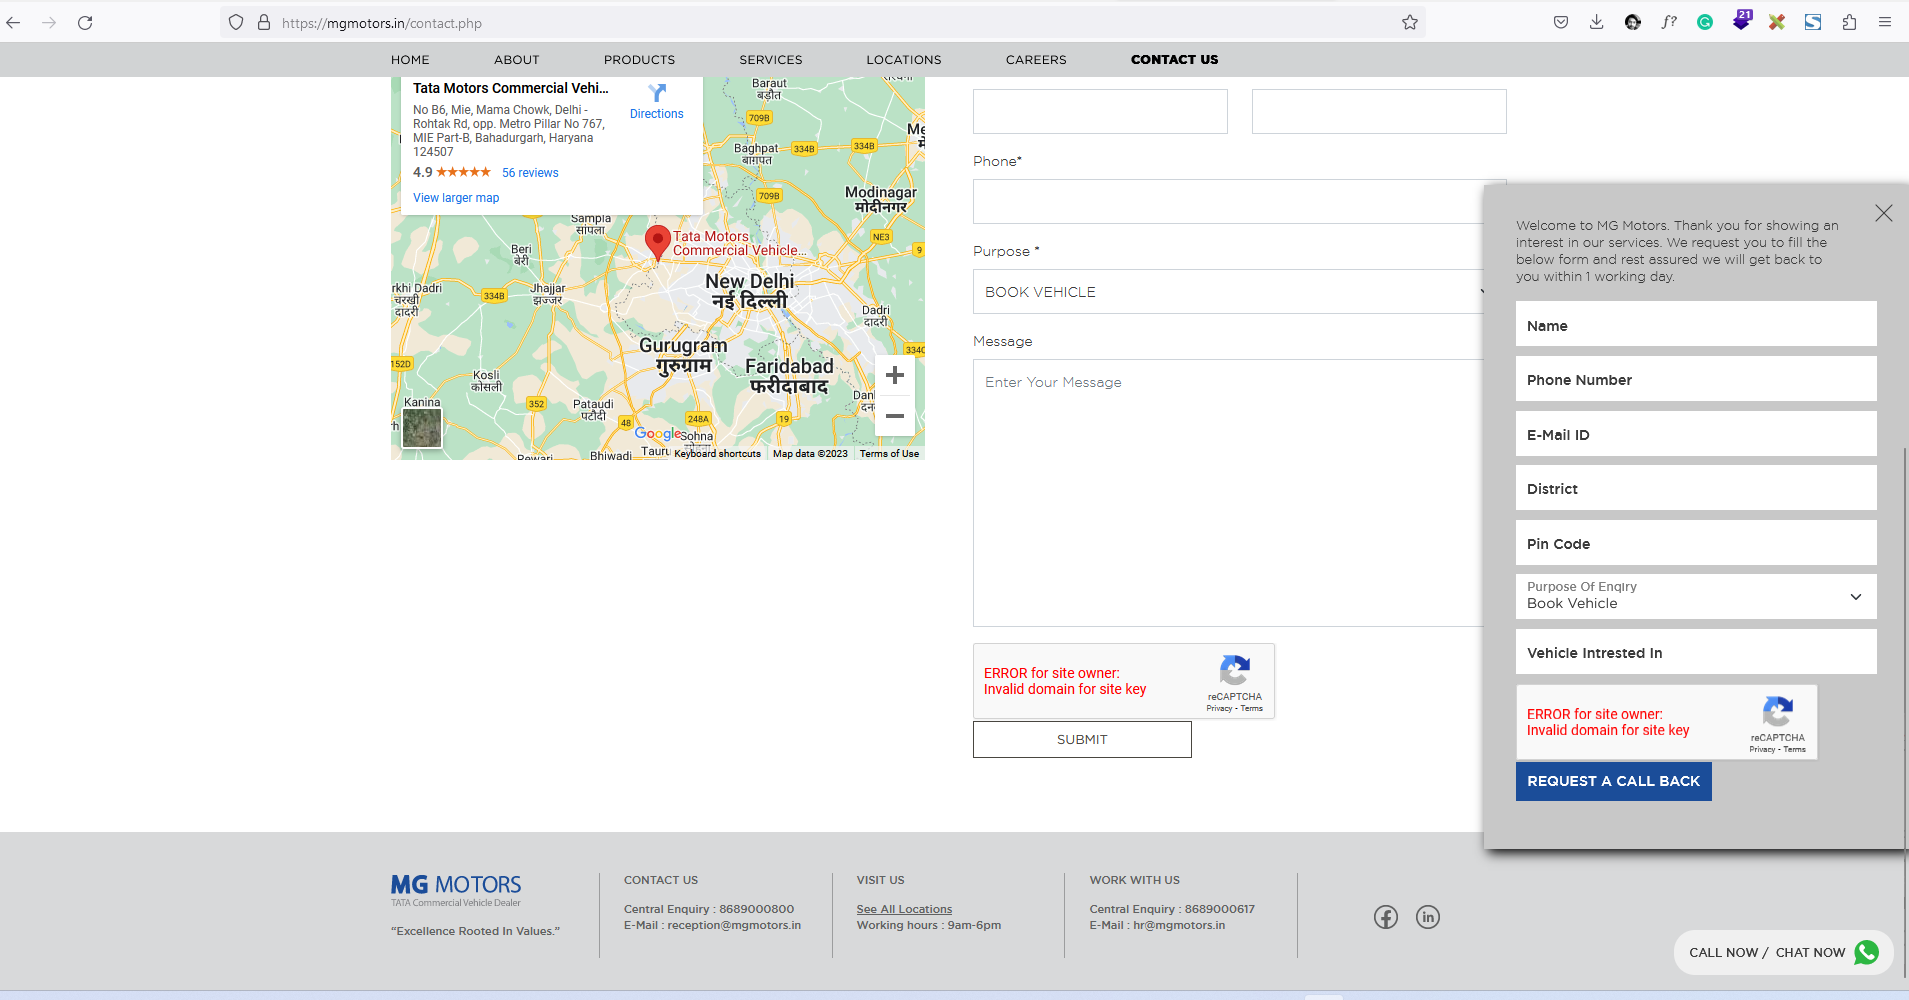 https://mgmotors.in/contact.php
21
HOME
ABOUT
PRODUCTS
SERVICES
LOCATIONS
CAREERS
CONTACT US
Tata Motors Commercial Vehi...
No B6, Mie, Mama Chowk, Delhi -
Rohtak Rd, opp. Metro Pillar No 767,
MIE Part-B, Bahadurgarh, Haryana
124507
4.9
56 reviews
View larger map
Directions
Baraut
बड़ौत
709B
Baghpat
बाग़पत
334B
334B
Modinagar
मोदीनगर
709B
Sampla
सांपला
Tata Motors
Commercial Vehicle...
NE3
9
Beri
बेरी
New Delhi
नई दिल्ली
rkhi Dadri
चरखी
दादरी
334B
Jhajjar
झज्जर
Dadri
दादरी
Gurugram
गुरुग्राम
Faridabad
फरीदाबाद
334C
152D
Kosli
कोसली
Kanina
352
Pataudi
पटौदी
48
248A
19
Google
Sohna
Bhiwadi
Keyboard shortcuts
Map data ©2023
Terms of Use
Phone*
Purpose *
BOOK VEHICLE
Message
Enter Your Message
ERROR for site owner:
Invalid domain for site key
reCAPTCHA
Privacy - Terms
SUBMIT
Welcome to MG Motors. Thank you for showing an
interest in our services. We request you to fill the
below form and rest assured we will get back to
you within 1 working day.
Name
Phone Number
E-Mail ID
District
Pin Code
Purpose Of Enqiry
Book Vehicle
Vehicle Intrested In
ERROR for site owner:
Invalid domain for site key
reCAPTCHA
Privacy - Terms
REQUEST A CALL BACK
MG MOTORS
TATA Commercial Vehicle Dealer
“Excellence Rooted In Values.”
CONTACT US
Central Enquiry : 8689000800
E-Mail : reception@mgmotors.in
VISIT US
See All Locations
Working hours : 9am-6pm
WORK WITH US
Central Enquiry : 8689000617
E-Mail : hr@mgmotors.in
CALL NOW / CHAT NOW